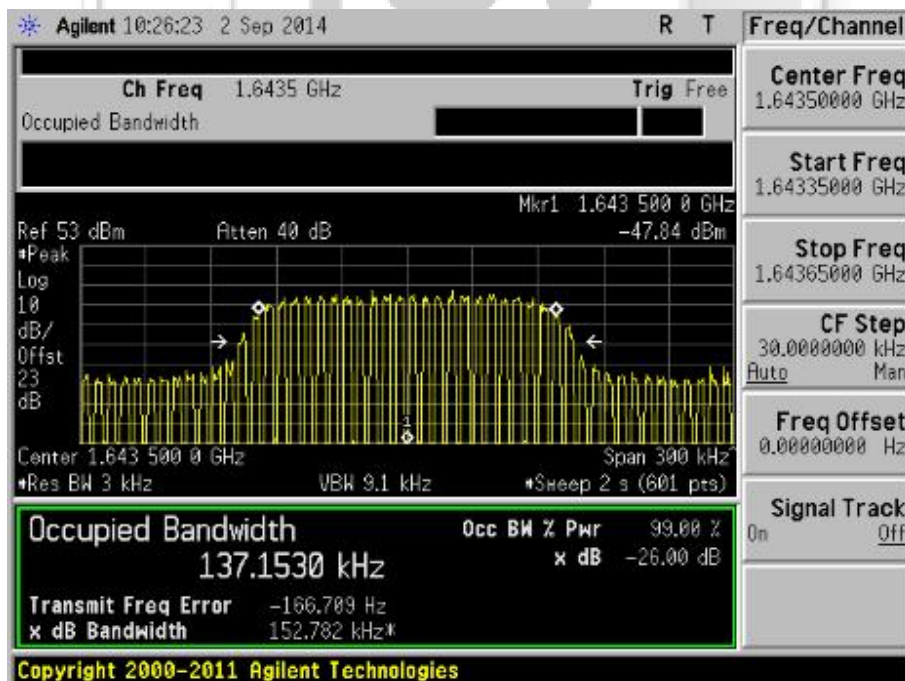 Agilent 10:26:23 2 Sep 2014 R T
Freq/Channel
Ch Freq 1.6435 GHz Trig Free
Occupied Bandwidth
Center Freq
1.64350000 GHz
Start Freq
1.64335000 GHz
Stop Freq
1.64365000 GHz
CF Step
30.0000000 kHz
Auto Man
Freq Offset
0.00000000 Hz
Signal Track
On Off
Mkr1 1.643 500 0 GHz
Ref 53 dBm Atten 40 dB -47.84 dBm
*Peak
Log
10
dB/
Offst
23
dB
1
Center 1.643 500 0 GHz Span 300 kHz^
*Res BW 3 kHz VBW 9.1 kHz *Sweep 2 s (601 pts)
Occupied Bandwidth Occ BW % Pwr 99.00 %
137.1530 kHz x dB -26.00 dB
Transmit Freq Error -166.709 Hz
x dB Bandwidth 152.782 kHz*
Copyright 2000-2011 Agilent Technologies